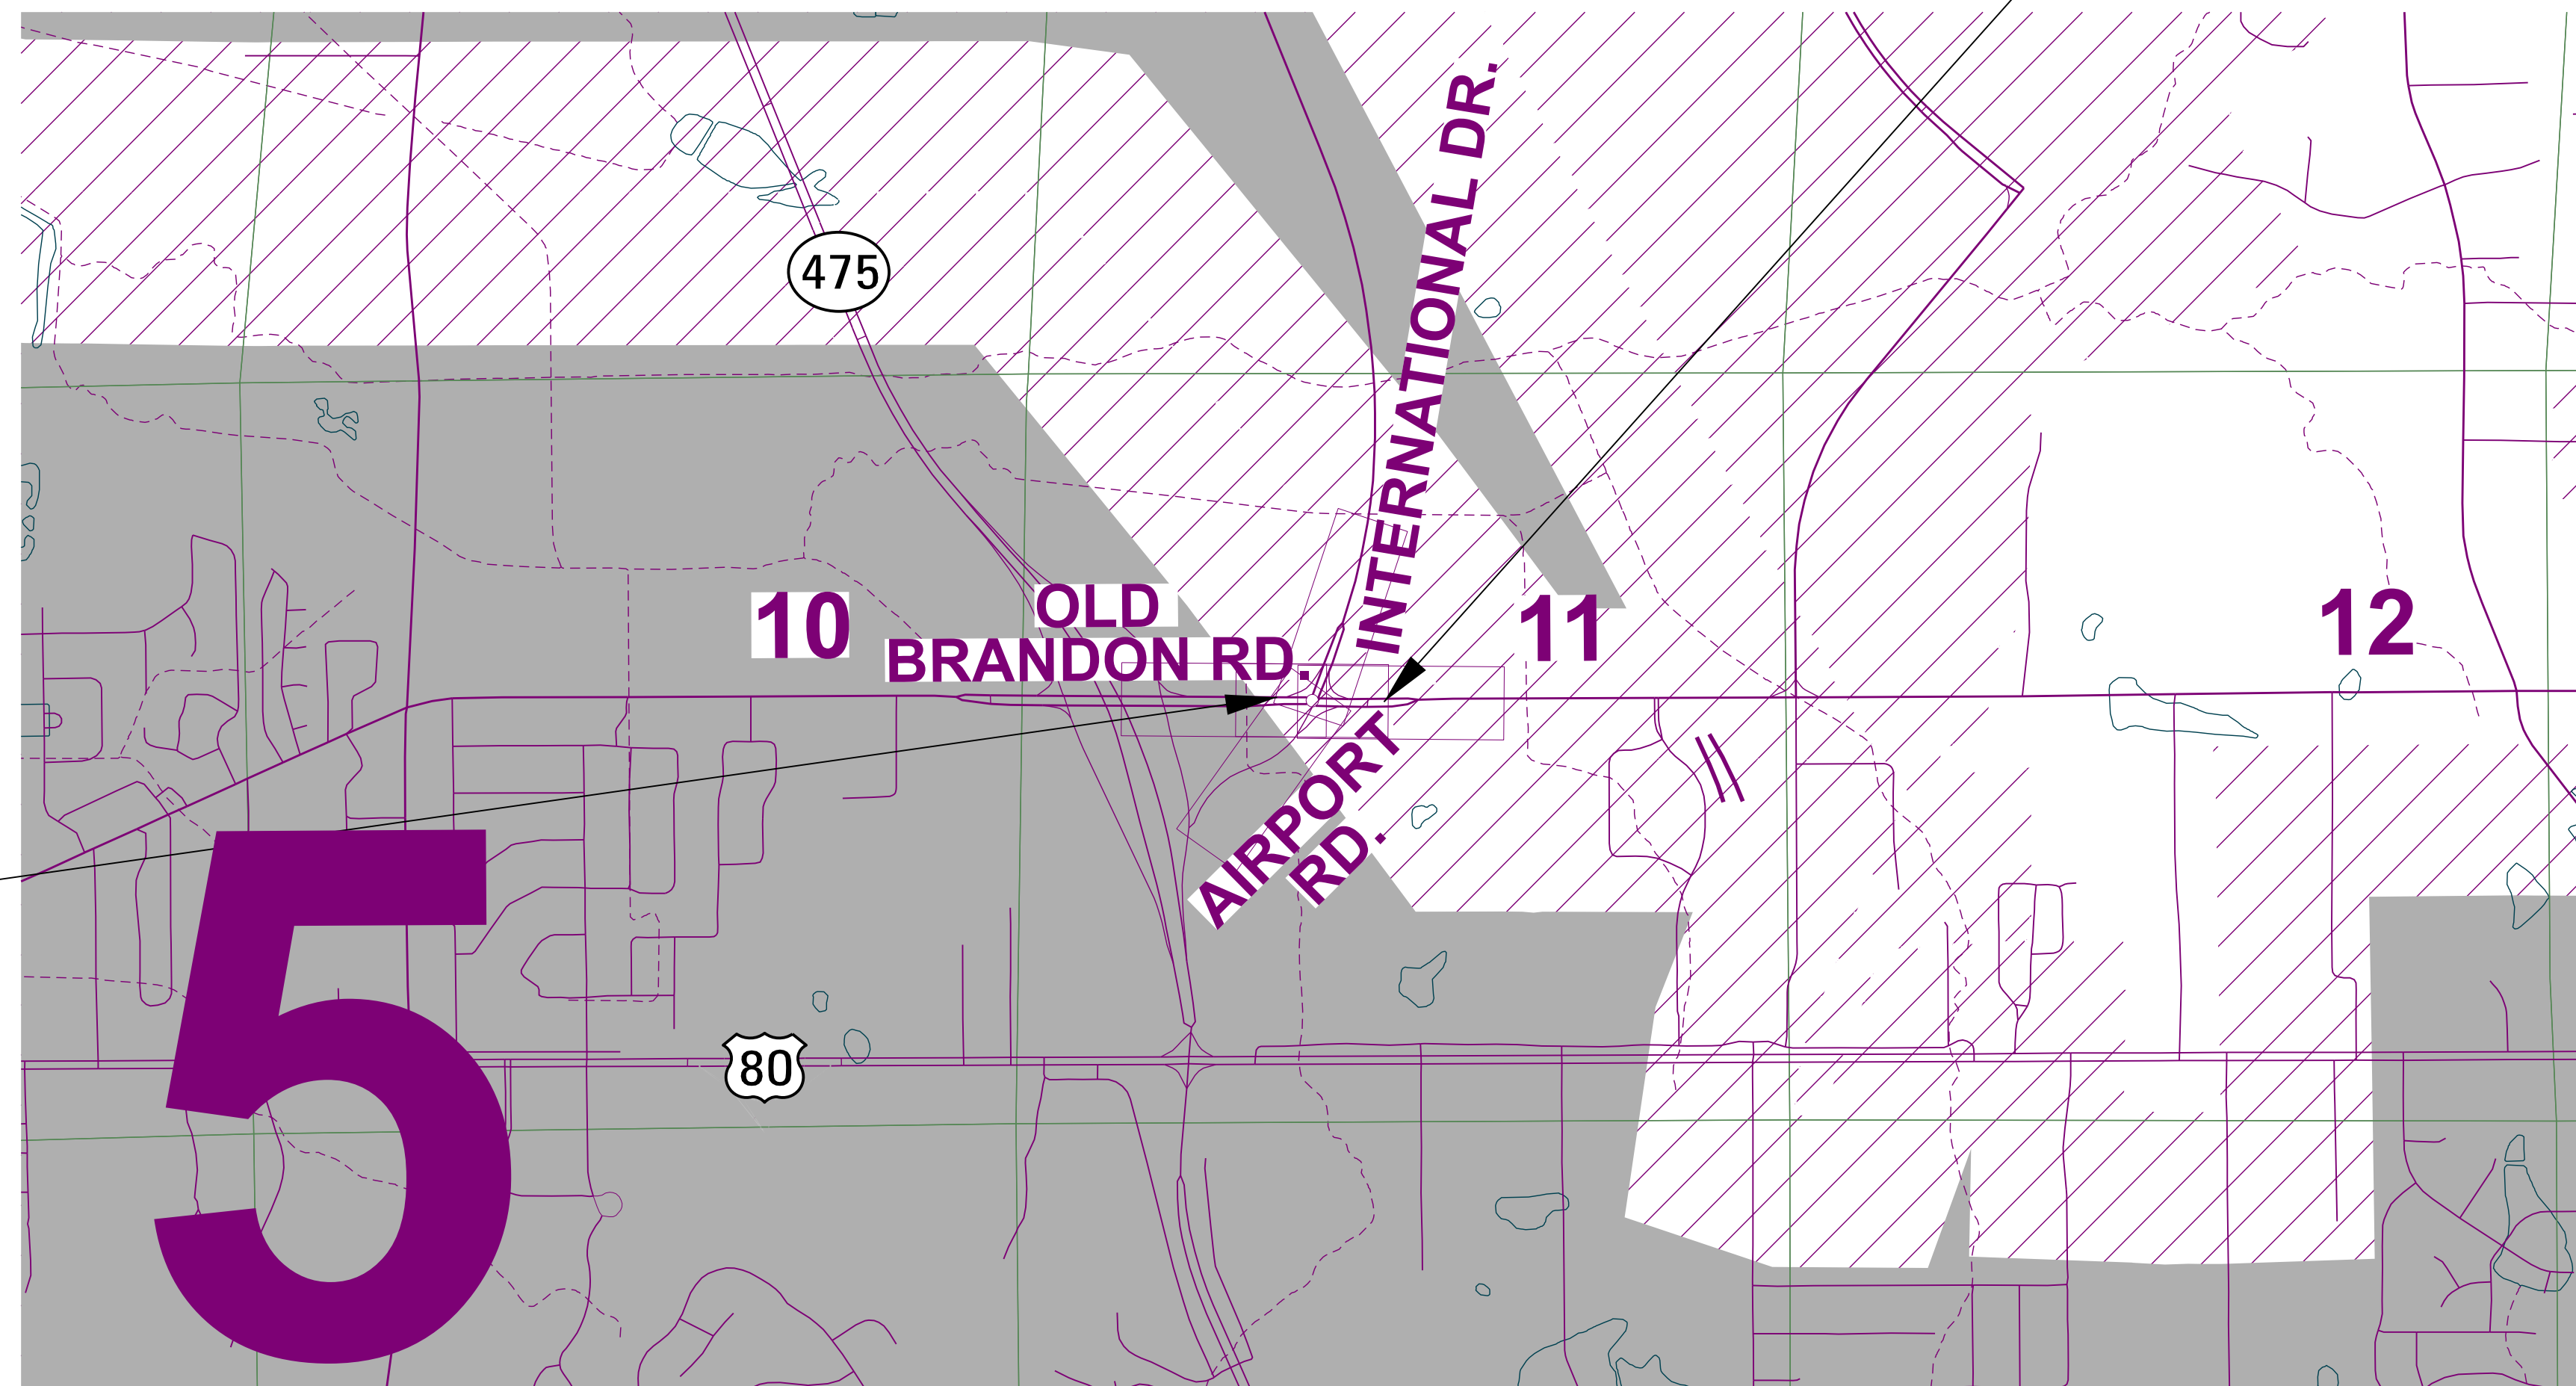 INTERNATIONAL DR.
475
10
OLD
BRANDON RD.
11
12
AIRPORT
RD.
5
80